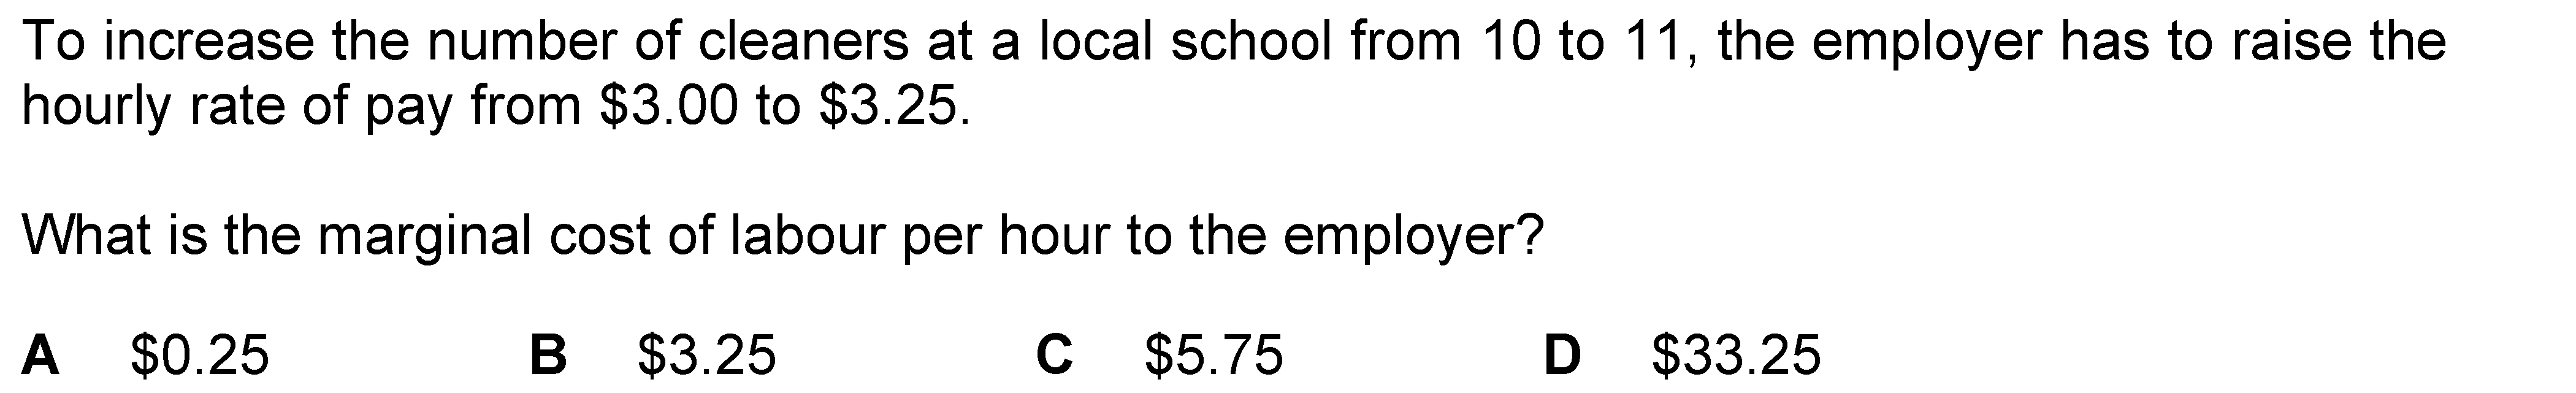 To increase the number of cleaners at a local school from 10 to 11, the employer has to raise the
hourly rate of pay from $3.00 to $3.25.
What is the marginal cost of labour per hour to the employer?
A $0.25 B $3.25 C $5.75 D $33.25